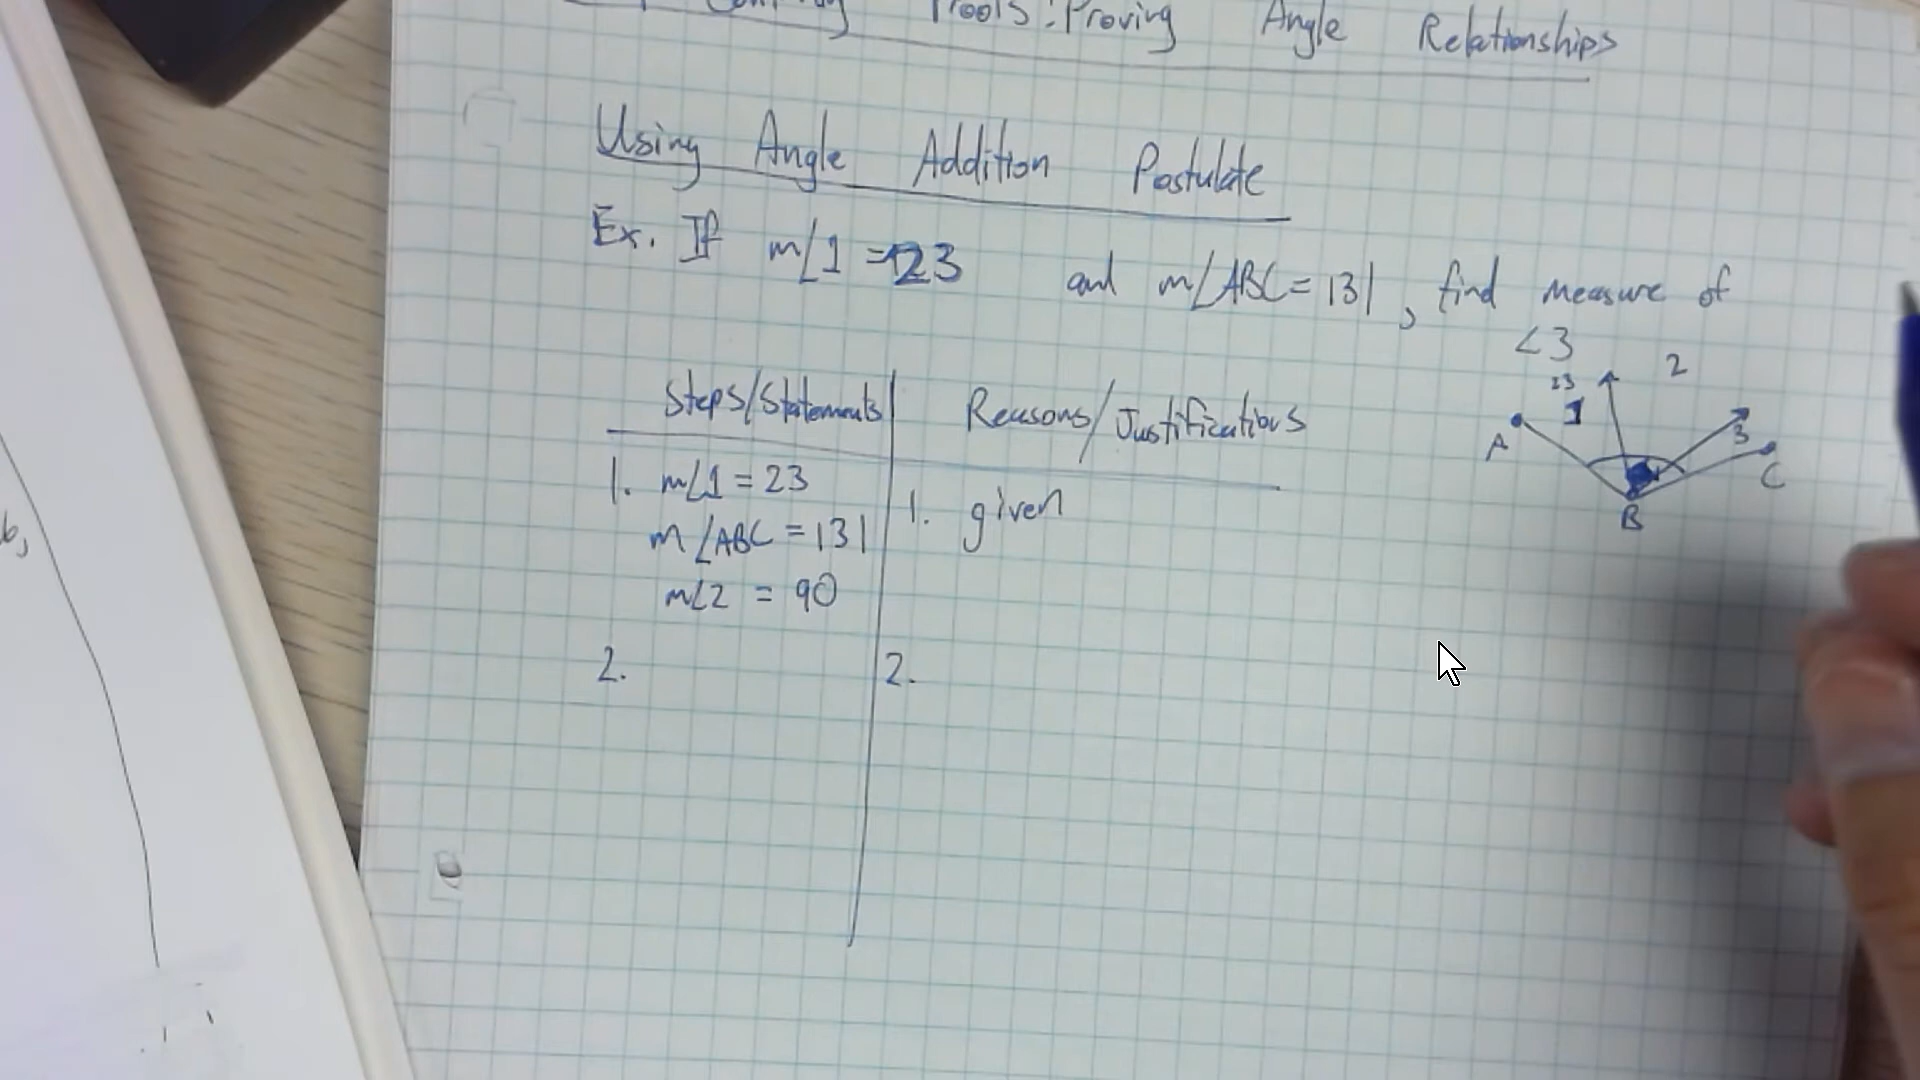 Proofs: Proving Angle Relationships
Using Angle Addition Postulate
Ex. If m∠1 = 23 and m∠ABC = 131, find measure of
∠3
Steps/Statements Reasons/Justifications
1. m∠1 = 23
m∠ABC = 131
m∠2 = 90
1. given
2.
2.
23
1
2
3
A
B
C
b,